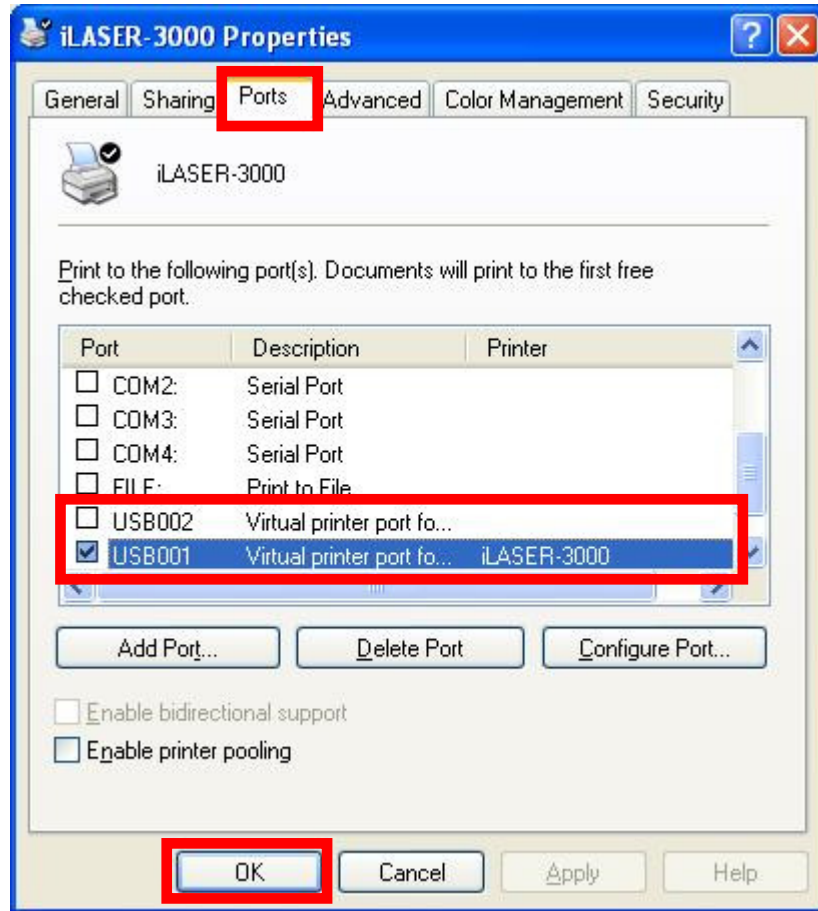 iLASER-3000 Properties
General Sharing Ports Advanced Color Management Security
iLASER-3000
Print to the following port(s). Documents will print to the first free
checked port.
Port Description Printer
COM2: Serial Port
COM3: Serial Port
COM4: Serial Port
FILE: Print to File
USB002 Virtual printer port fo...
USB001 Virtual printer port fo... iLASER-3000
Add Port... Delete Port Configure Port...
Enable bidirectional support
Enable printer pooling
OK Cancel Apply Help